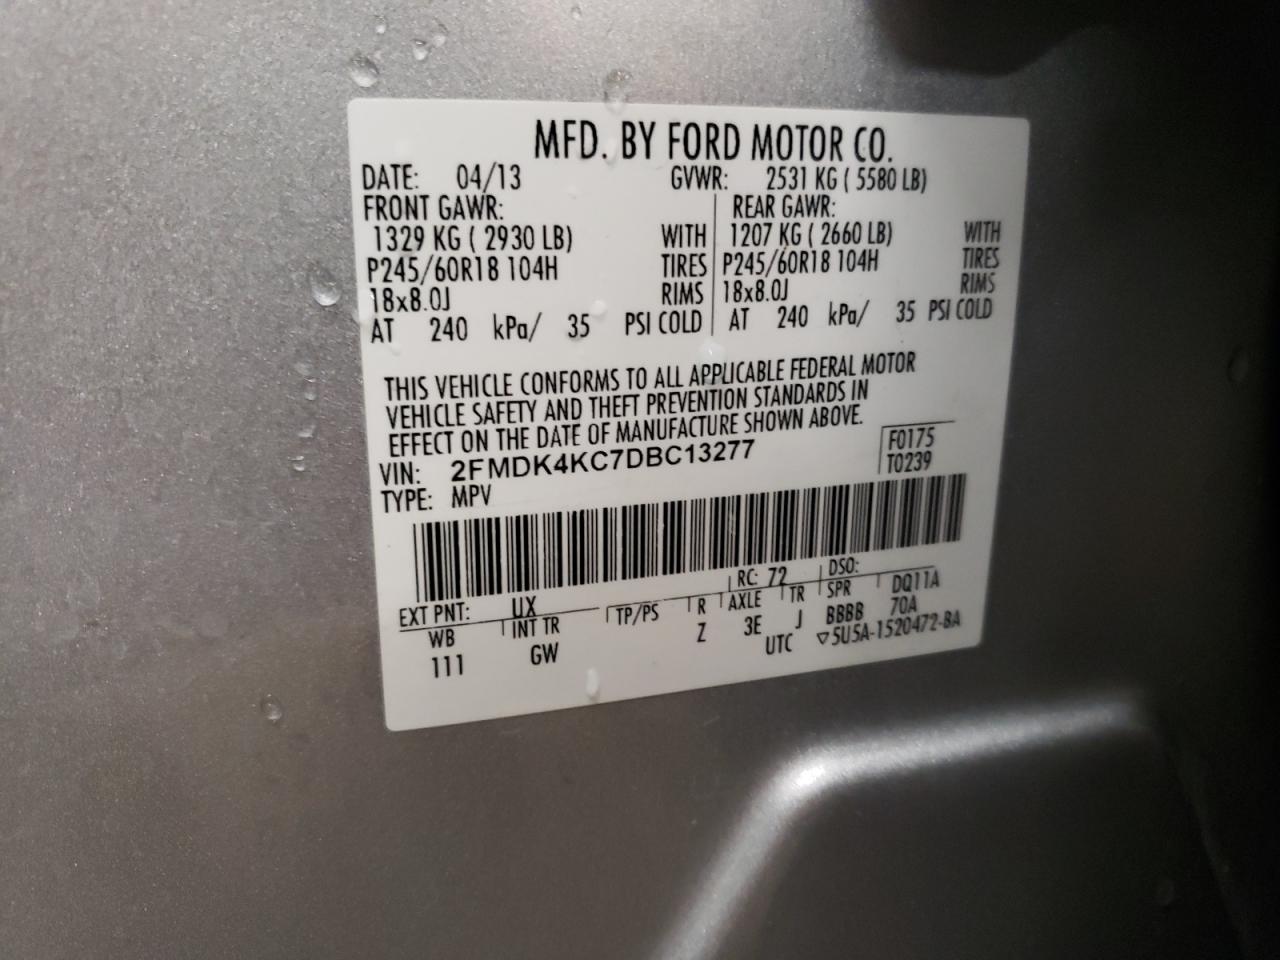 MFD. BY FORD MOTOR CO.
DATE: 04/13 GVWR: 2531 KG ( 5580 LB)
FRONT GAWR: REAR GAWR:
1329 KG ( 2930 LB) WITH 1207 KG ( 2660 LB) WITH
P245/60R18 104H TIRES P245/60R18 104H TIRES
18x8.0J RIMS 18x8.0J RIMS
AT 240 kPa/ 35 PSI COLD AT 240 kPa/ 35 PSI COLD
THIS VEHICLE CONFORMS TO ALL APPLICABLE FEDERAL MOTOR
VEHICLE SAFETY AND THEFT PREVENTION STANDARDS IN
EFFECT ON THE DATE OF MANUFACTURE SHOWN ABOVE.
VIN: 2FMDK4KC7DBC13277 F0175
TYPE: MPV T0239
EXT PNT: UX RC: 72 DSO:
WB INT TR TP/PS R AXLE TR SPR DQ11A
111 GW Z 3E J BBBB 70A
UTC ▽5U5A-1520472-BA